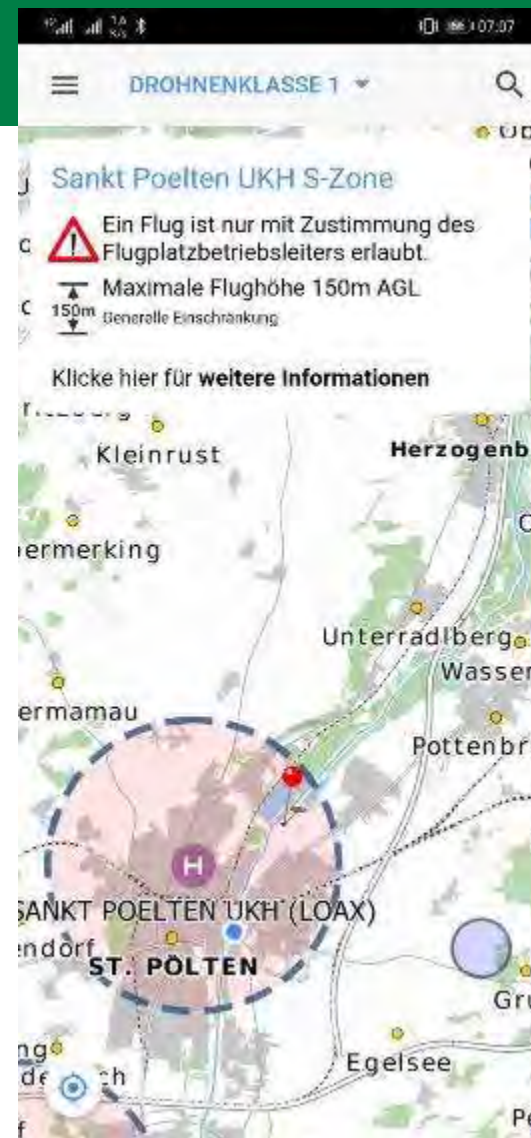 07:07
DROHNENKLASSE 1
Sankt Poelten UKH S-Zone
Ein Flug ist nur mit Zustimmung des
Flugplatzbetriebsleiters erlaubt.
Maximale Flughöhe 150m AGL
150m
Generelle Einschränkung
Klicke hier für weitere Informationen
Kleinrust
Herzogenb
ermerking
Unterradlberg
Wasser
ermamau
Pottenbr
H
SANKT POELTEN UKH (LOAX)
endorf
ST. PÖLTEN
Gru
Egelsee